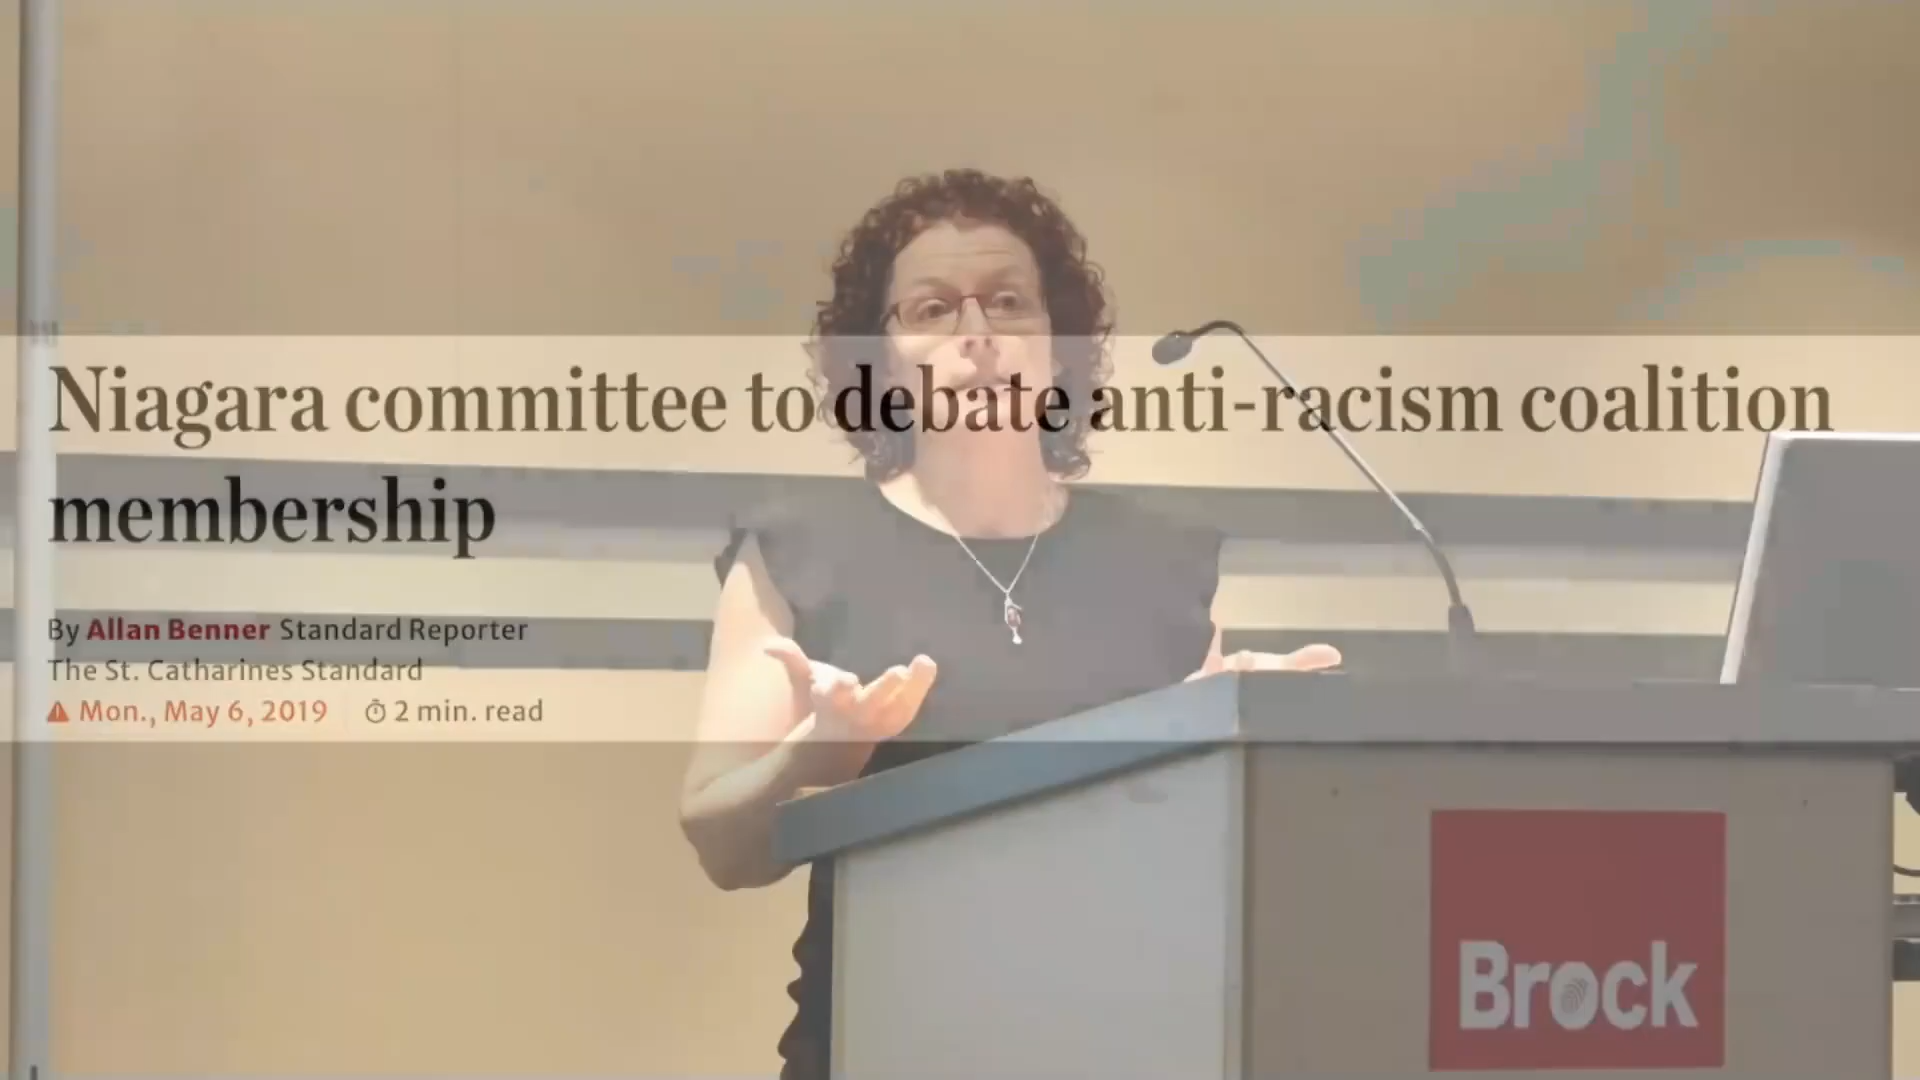 Niagara committee to debate anti-racism coalition
membership
By Allan Benner Standard Reporter
The St. Catharines Standard
Mon., May 6, 2019 2 min. read
Brock